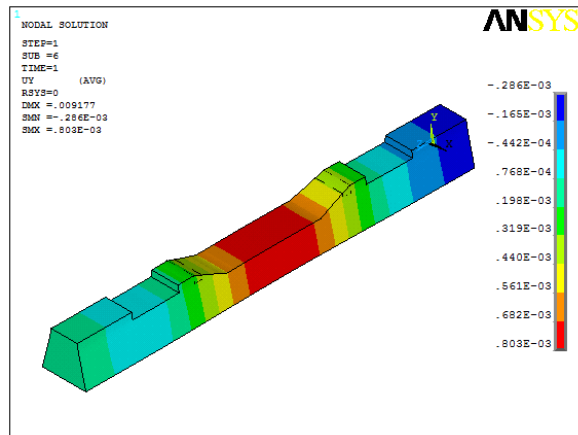 1
NODAL SOLUTION
ANSYS
STEP=1
SUB =6
TIME=1
UY (AVG)
RSYS=0
DMX =.009177
SMN =-.286E-03
SMX =.803E-03
-.286E-03
-.165E-03
-.442E-04
.768E-04
.198E-03
.319E-03
.440E-03
.561E-03
.682E-03
.803E-03
Y
Z X